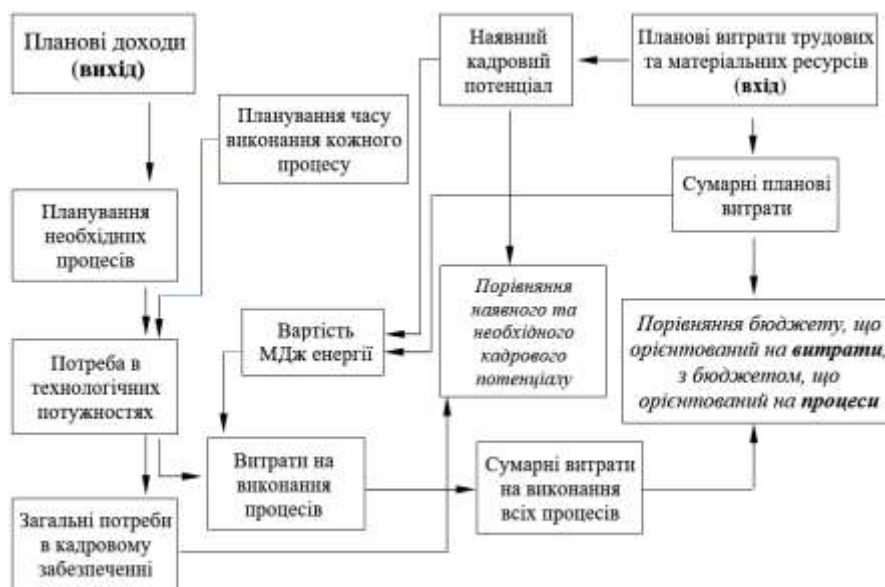 Планові доходи
(вихід)
Наявний
кадровий
потенціал
Планові витрати трудових
та матеріальних ресурсів
(вхід)
Планування часу
виконання кожного
процесу
Сумарні планові
витрати
Планування
необхідних
процесів
Порівняння
наявного та
необхідного
кадрового
потенціалу
Вартість
МДж енергії
Порівняння бюджету, що
орієнтований на витрати,
з бюджетом, що
орієнтований на процеси
Потреба в
технологічних
потужностях
Витрати на
виконання
процесів
Сумарні витрати
на виконання
всіх процесів
Загальні потреби
в кадровому
забезпеченні